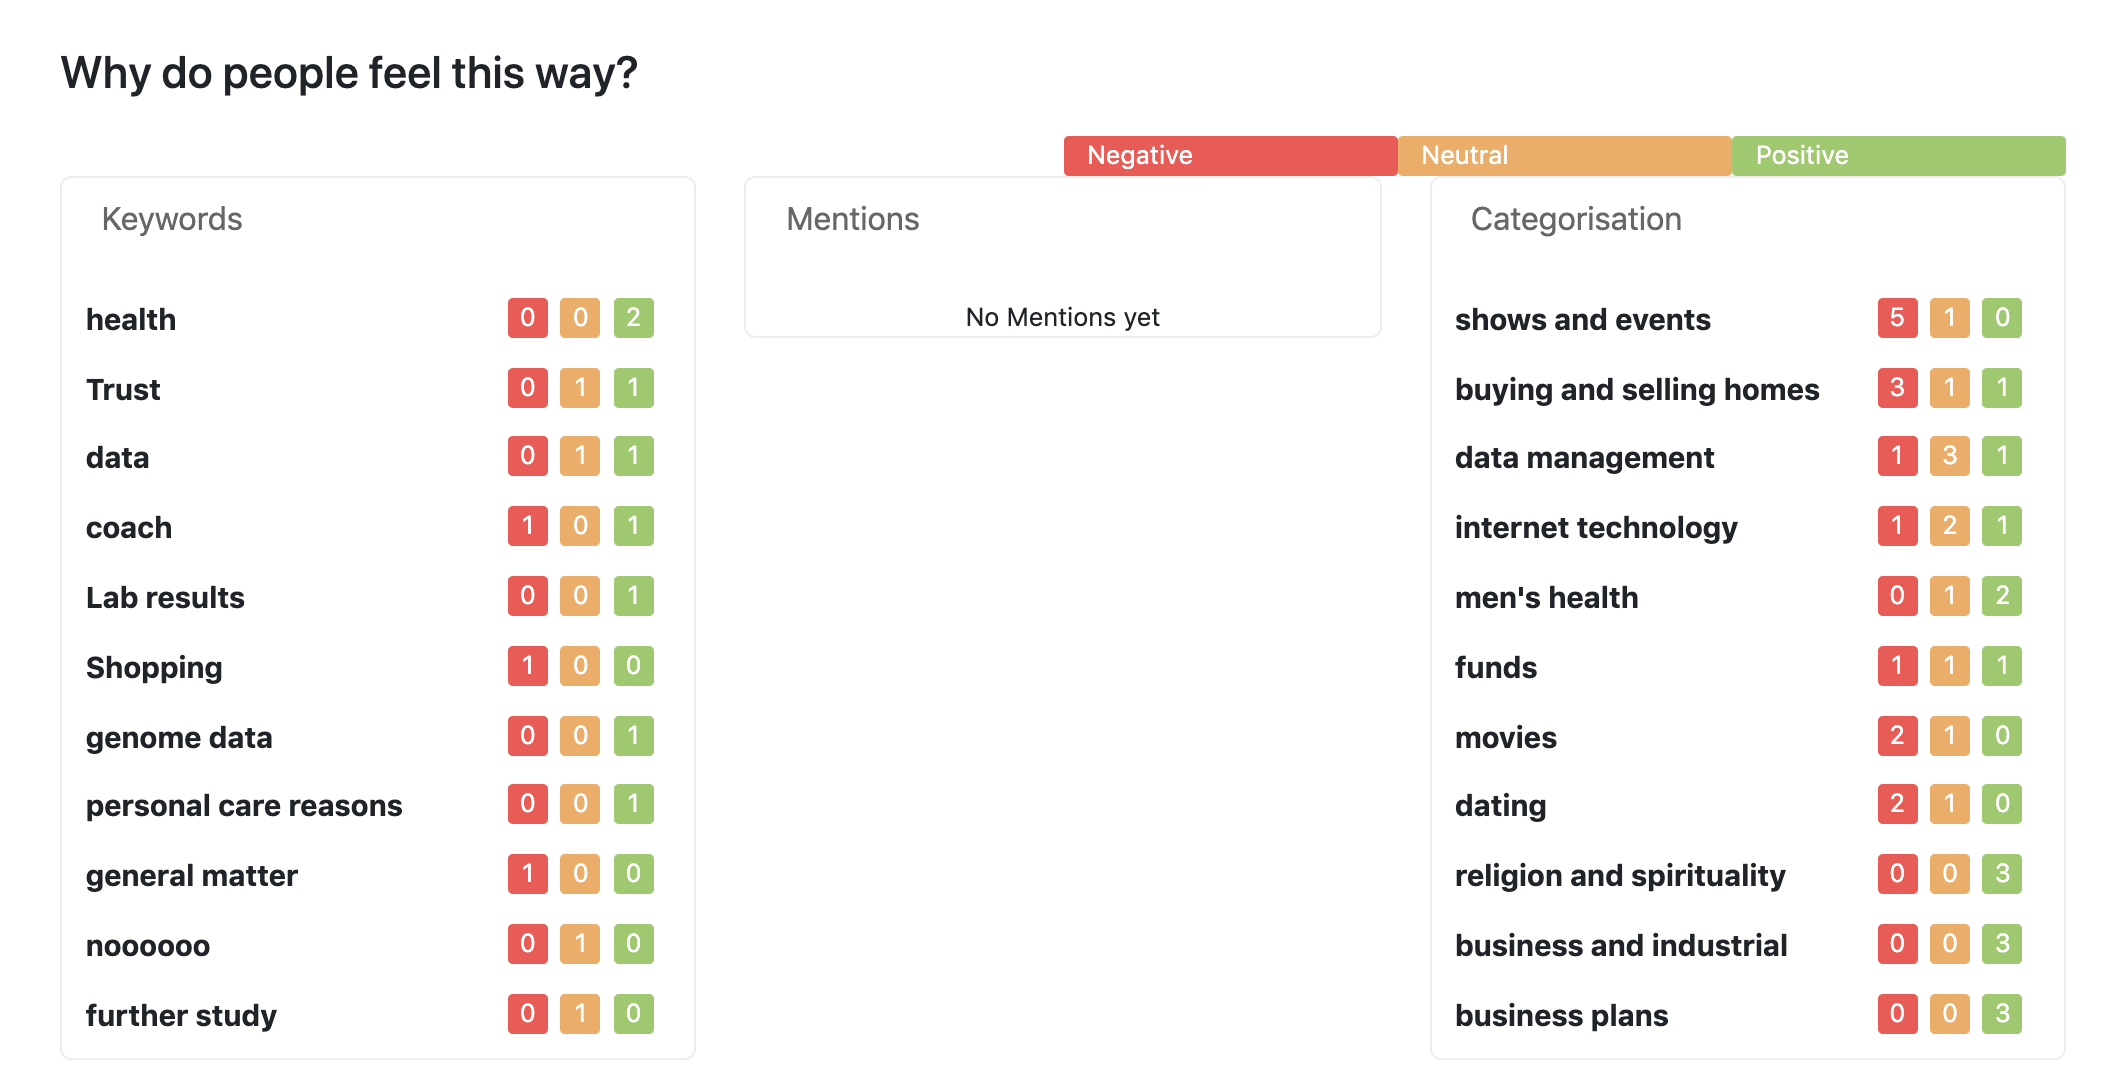 Why do people feel this way?
Negative Neutral Positive
Keywords
health 0 0 2
Trust 0 1 1
data 0 1 1
coach 1 0 1
Lab results 0 0 1
Shopping 1 0 0
genome data 0 0 1
personal care reasons 0 0 1
general matter 1 0 0
noooooo 0 1 0
further study 0 1 0
Mentions
No Mentions yet
Categorisation
shows and events 5 1 0
buying and selling homes 3 1 1
data management 1 3 1
internet technology 1 2 1
men's health 0 1 2
funds 1 1 1
movies 2 1 0
dating 2 1 0
religion and spirituality 0 0 3
business and industrial 0 0 3
business plans 0 0 3